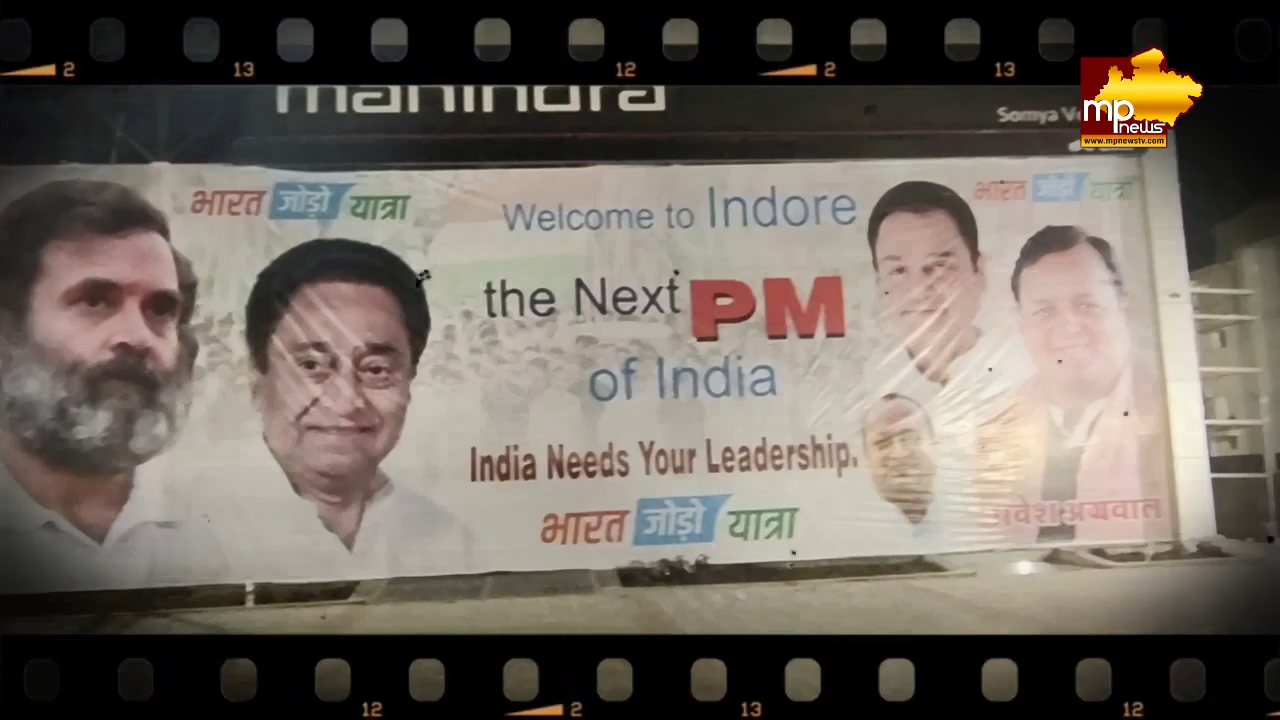 2
13
12
2
13
mahindra
Somya
mp
news
www.mpnewstv.com
भारत जोड़ो यात्रा
Welcome to Indore
the Next PM
of India
India Needs Your Leadership.
भारत जोड़ो यात्रा
भारत जोड़ो यात्रा
अग्रवाल
12
2
13
12